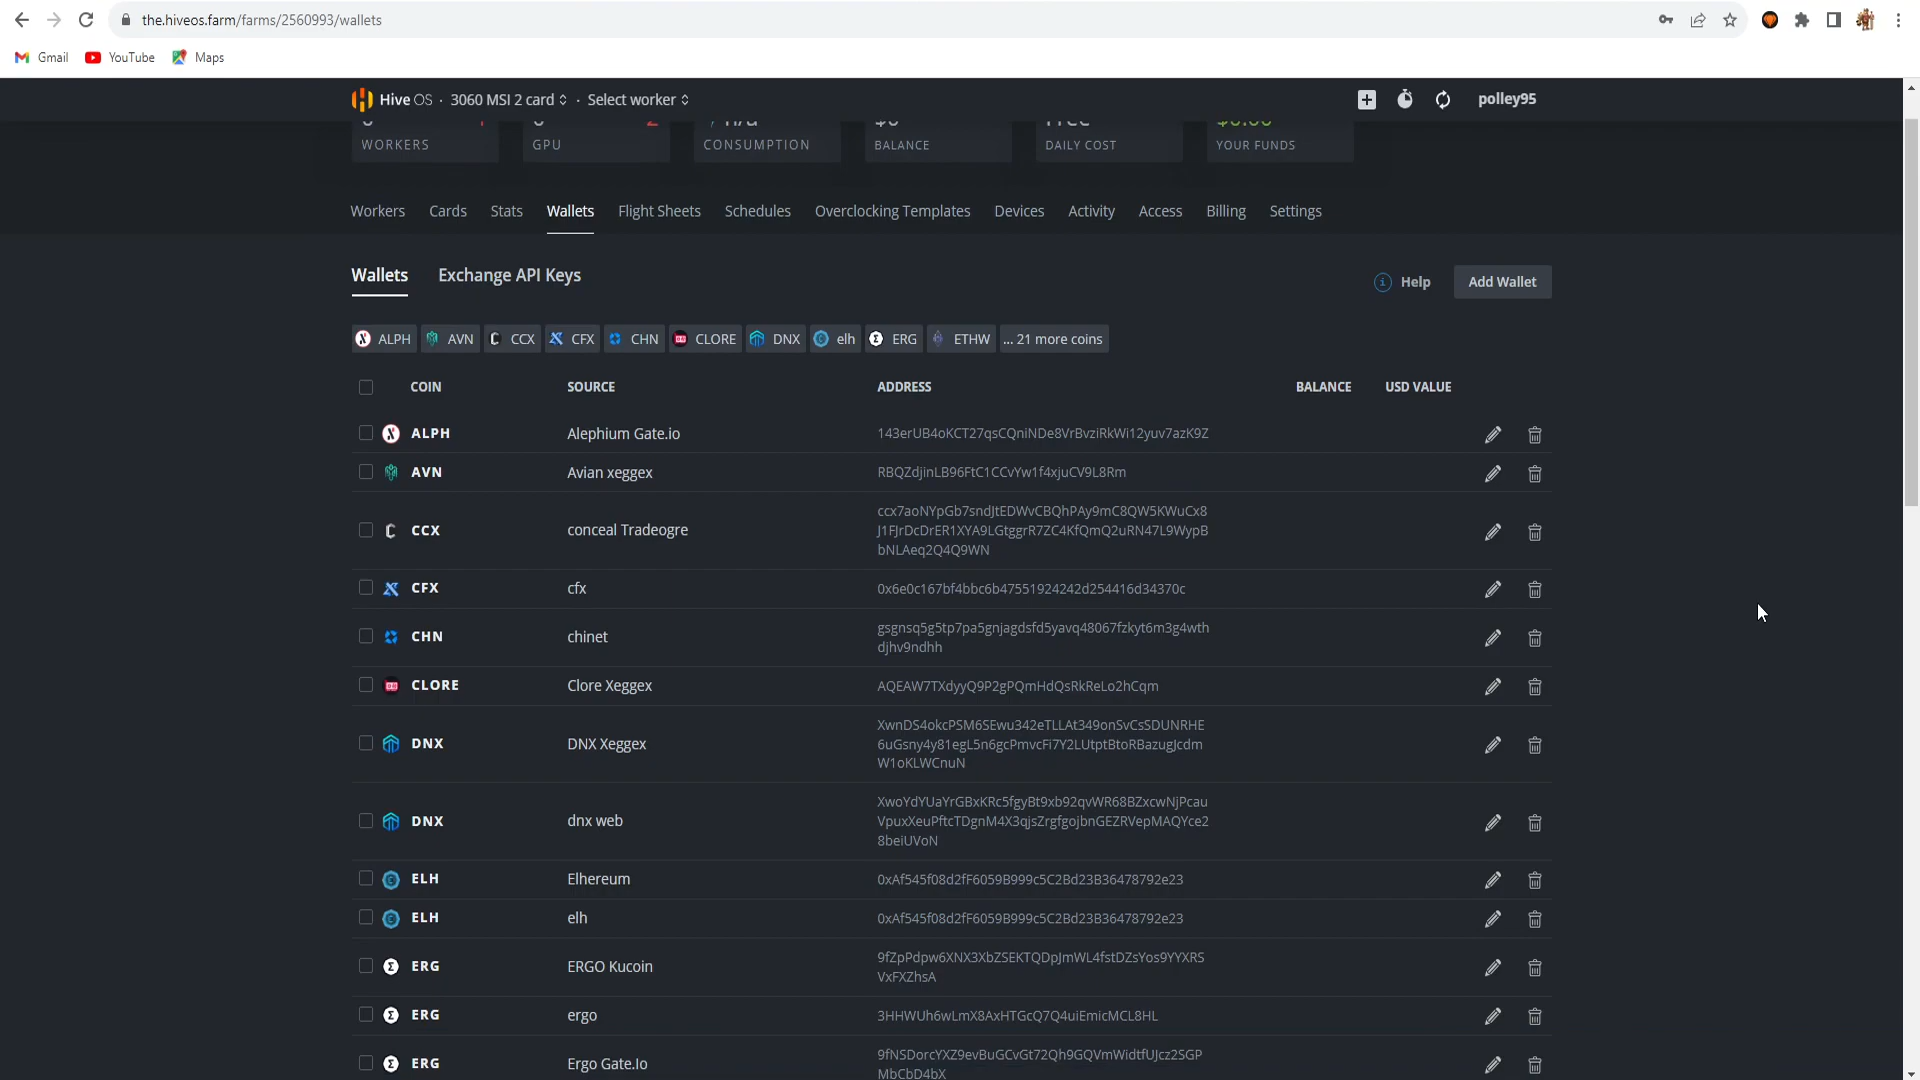 the.hiveos.farm/farms/2560993/wallets
Gmail YouTube Maps
Hive OS · 3060 MSI 2 card · Select worker polley95
WORKERS GPU CONSUMPTION BALANCE DAILY COST YOUR FUNDS
Workers Cards Stats Wallets Flight Sheets Schedules Overclocking Templates Devices Activity Access Billing Settings
Wallets Exchange API Keys Help Add Wallet
ALPH AVN CCX CFX CHN CLORE DNX elh ERG ETHW ... 21 more coins
COIN SOURCE ADDRESS BALANCE USD VALUE
ALPH Alephium Gate.io 143erUB4oKCT27qsCQniNDe8VrBvziRkWi12yuv7azK9Z
AVN Avian xeggex RBQZdjinLB96FtC1CCvYw1f4xjuCV9L8Rm
CCX conceal Tradeogre ccx7aoNYpGb7sndJtEDWvCBQhPAy9mC8QW5KWuCx8
J1FJrDcDrER1XYA9LGtggrR7ZC4KfQmQ2uRN47L9WypB
bNLAeq2Q4Q9WN
CFX cfx 0x6e0c167bf4bbc6b47551924242d254416d34370c
CHN chinet gsgnsq5g5tp7pa5gnjagdsfd5yavq48067fzkyt6m3g4wth
djhv9ndhh
CLORE Clore Xeggex AQEAW7TXdyyQ9P2gPQmHdQsRkReLo2hCqm
DNX DNX Xeggex XwnDS4okcPSM6SEwu342eTLLAt349onSvCsSDUNRHE
6uGsny4y81egL5n6gcPmvcFi7Y2LUtptBtoRBazugJcdm
W1oKLWCnuN
DNX dnx web XwoYdYUaYrGBxKRc5fgyBt9xb92qvWR68BZxcwNjPcau
VpuxXeuPftcTDgnM4X3qjsZrgfgojbnGEZRVepMAQYce2
8beiUVoN
ELH Elhereum 0xAf545f08d2fF6059B999c5C2Bd23B36478792e23
ELH elh 0xAf545f08d2fF6059B999c5C2Bd23B36478792e23
ERG ERGO Kucoin 9fZpPdpw6XNX3XbZSEKTQDpJmWL4fstDZsYos9YYXRS
VxFXZhsA
ERG ergo 3HHWUh6wLmX8AxHTGcQ7Q4uiEmicMCL8HL
ERG Ergo Gate.Io 9fNSDorcYXZ9evBuGCvGt72Qh9GQVmWidtfUJcz2SGP
MbCbD4bX